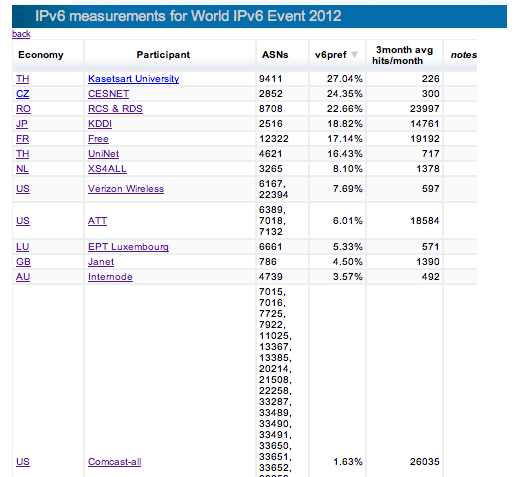 IPv6 measurements for World IPv6 Event 2012
back
Economy Participant ASNs v6pref ▼ 3month avg hits/month notes
TH Kasetsart University 9411 27.04% 226
CZ CESNET 2852 24.35% 300
RO RCS & RDS 8708 22.66% 23997
JP KDDI 2516 18.82% 14761
FR Free 12322 17.14% 19192
TH UniNet 4621 16.43% 717
NL XS4ALL 3265 8.10% 1378
US Verizon Wireless 6167, 22394 7.69% 597
US ATT 6389, 7018, 7132 6.01% 18584
LU EPT Luxembourg 6661 5.33% 571
GB Janet 786 4.50% 1390
AU Internode 4739 3.57% 492
7015,
7016,
7725,
7922,
11025,
13367,
13385,
20214,
21508,
22258,
33287,
33489,
33490,
33491,
33650,
33651,
US Comcast-all 33652, 1.63% 26035